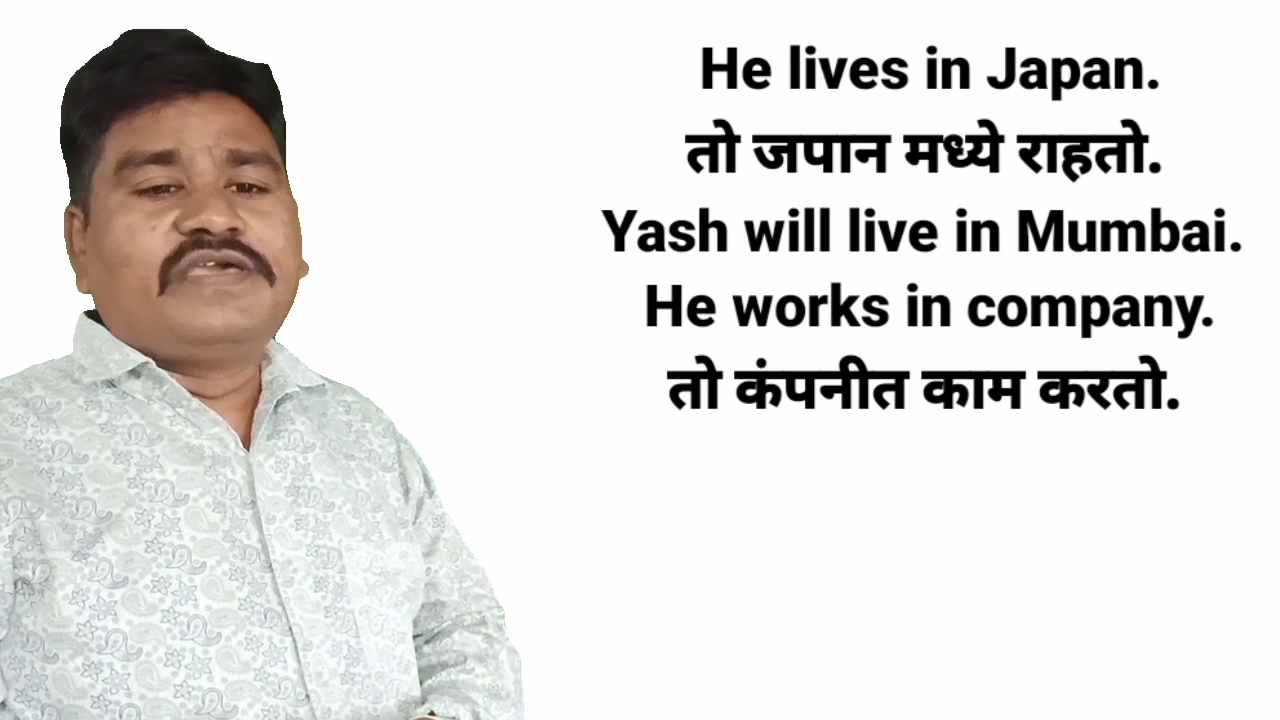 He lives in Japan.
तो जपान मध्ये राहतो.
Yash will live in Mumbai.
He works in company.
तो कंपनीत काम करतो.